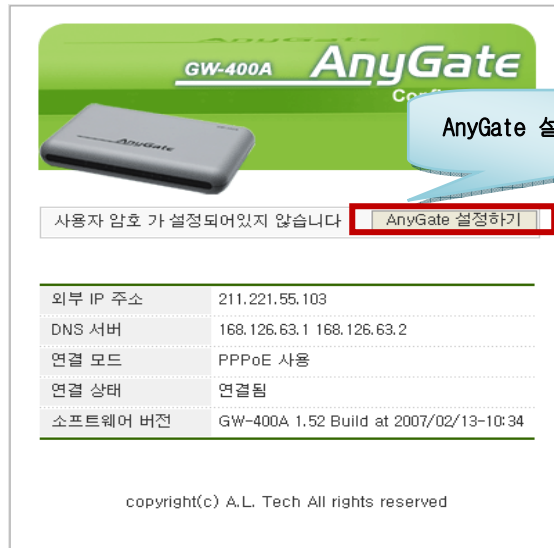 GW-400A AnyGate
AnyGate
사용자 암호 가 설정되어있지 않습니다 AnyGate 설정하기
외부 IP 주소 211.221.55.103
DNS 서버 168.126.63.1 168.126.63.2
연결 모드 PPPoE 사용
연결 상태 연결됨
소프트웨어 버전 GW-400A 1.52 Build at 2007/02/13-10:34
copyright(c) A.L. Tech All rights reserved